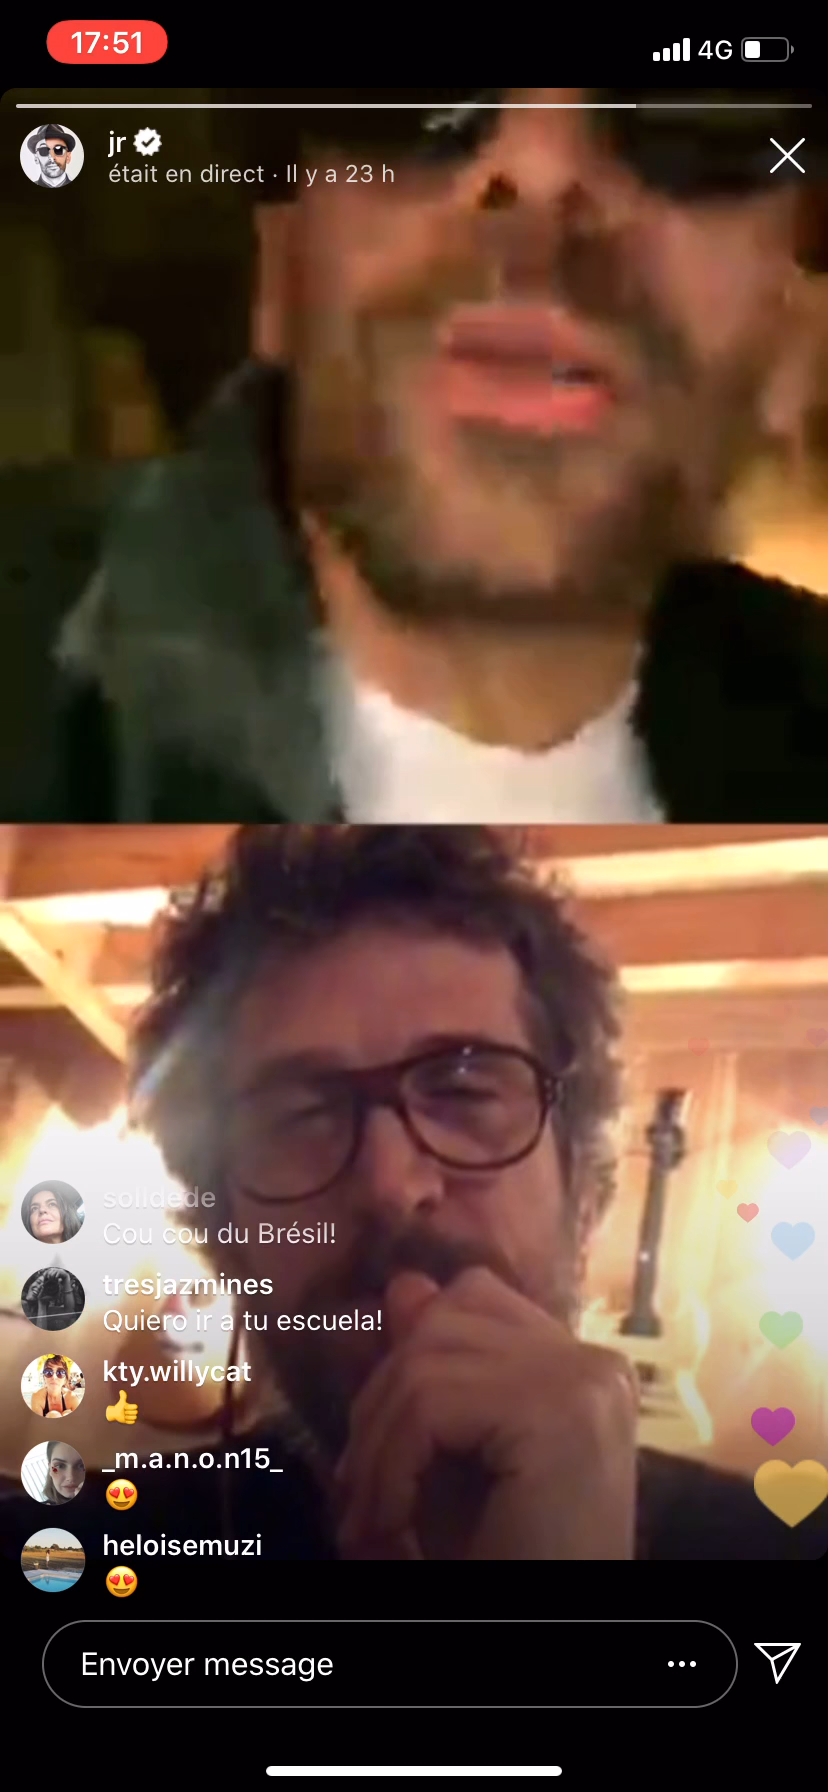 17:51
4G
jr
était en direct · Il y a 23 h
solidede
Cou cou du Brésil!
tresjazmines
Quiero ir a tu escuela!
kty.willycat
👍
_m.a.n.o.n15_
😍
heloisemuzi
😍
Envoyer message